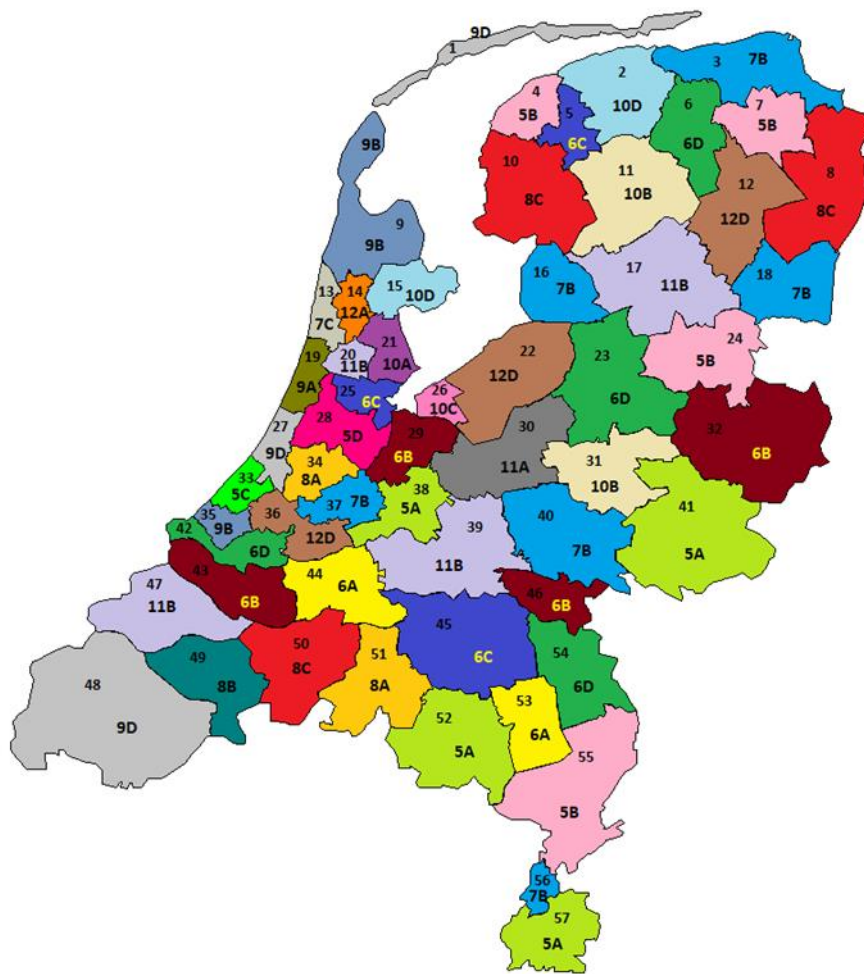 9D
1
2
10D
3
7B
4
5B
5
6C
6
6D
7
5B
8
8C
9B
9
9B
10
8C
11
10B
12
12D
13
7C
14
12A
15
10D
16
7B
17
11B
18
7B
19
9A
20
11B
21
10A
22
12D
23
6D
24
5B
25
6C
26
10C
27
9D
28
5D
29
6B
30
11A
31
10B
32
6B
33
5C
34
8A
35
9B
36
12D
37
7B
38
5A
39
11B
40
7B
41
5A
42
6D
43
6B
44
6A
45
6C
46
6B
47
11B
48
9D
49
8B
50
8C
51
8A
52
5A
53
6A
54
6D
55
5B
56
7B
57
5A